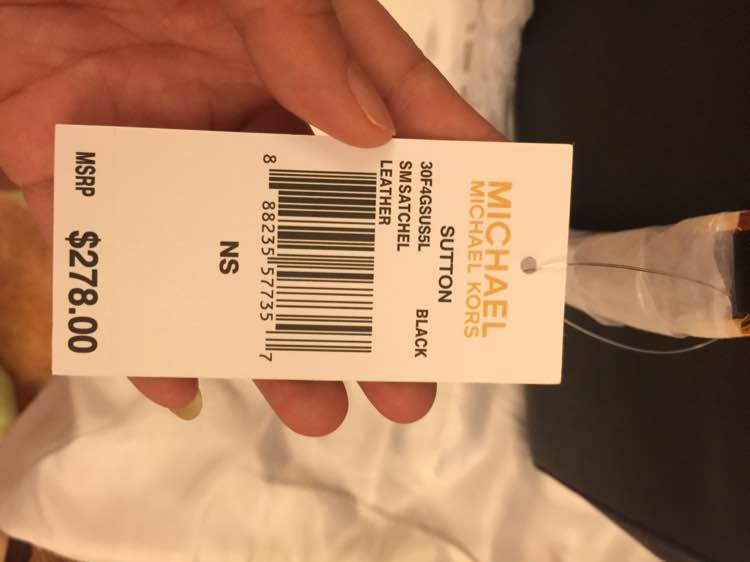 MICHAEL
MICHAEL KORS
SUTTON
30F4GSUS5L BLACK
SM SATCHEL
LEATHER
8 88235 57735 7
NS
MSRP $278.00